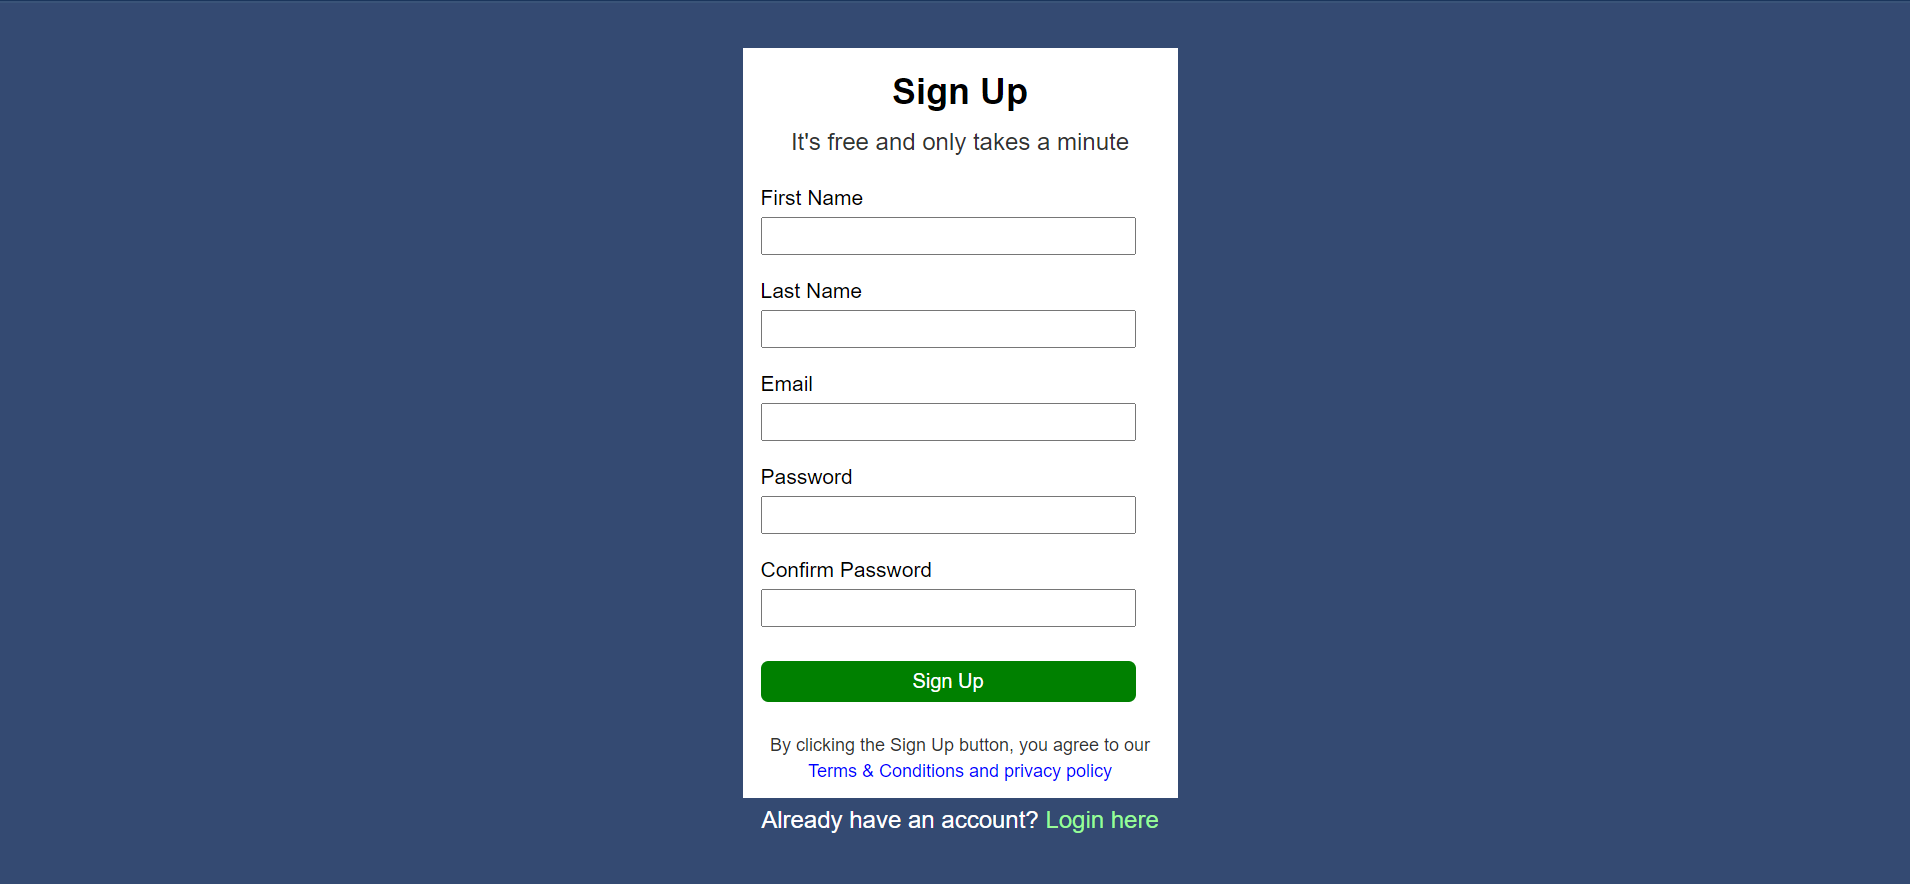 Sign Up
It's free and only takes a minute
First Name
Last Name
Email
Password
Confirm Password
Sign Up
By clicking the Sign Up button, you agree to our
Terms & Conditions and privacy policy
Already have an account? Login here